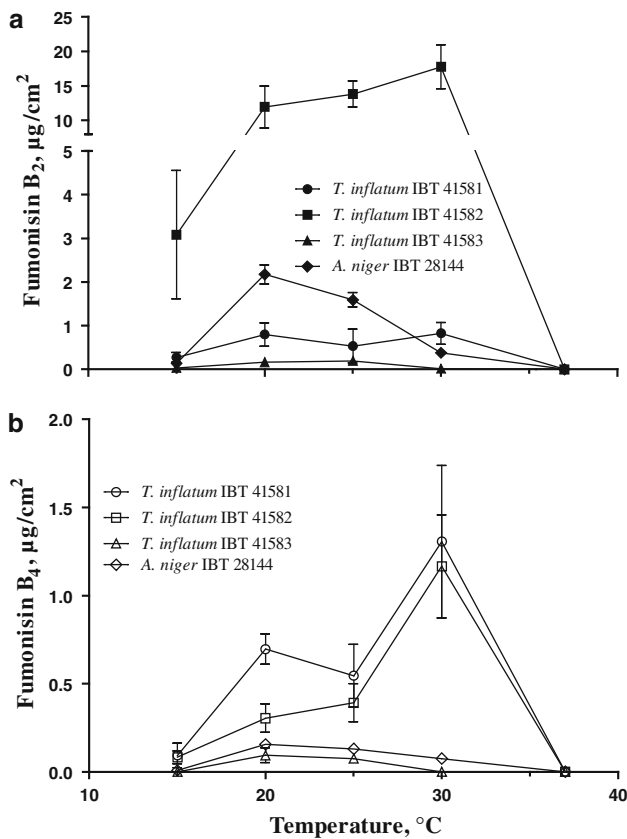 a
25
20
15
10
5
4
3
2
1
0
Fumonisin B₂, µg/cm²
T. inflatum IBT 41581
T. inflatum IBT 41582
T. inflatum IBT 41583
A. niger IBT 28144
b
2.0
1.5
1.0
0.5
0.0
Fumonisin B₄, µg/cm²
T. inflatum IBT 41581
T. inflatum IBT 41582
T. inflatum IBT 41583
A. niger IBT 28144
10 20 30 40
Temperature, °C